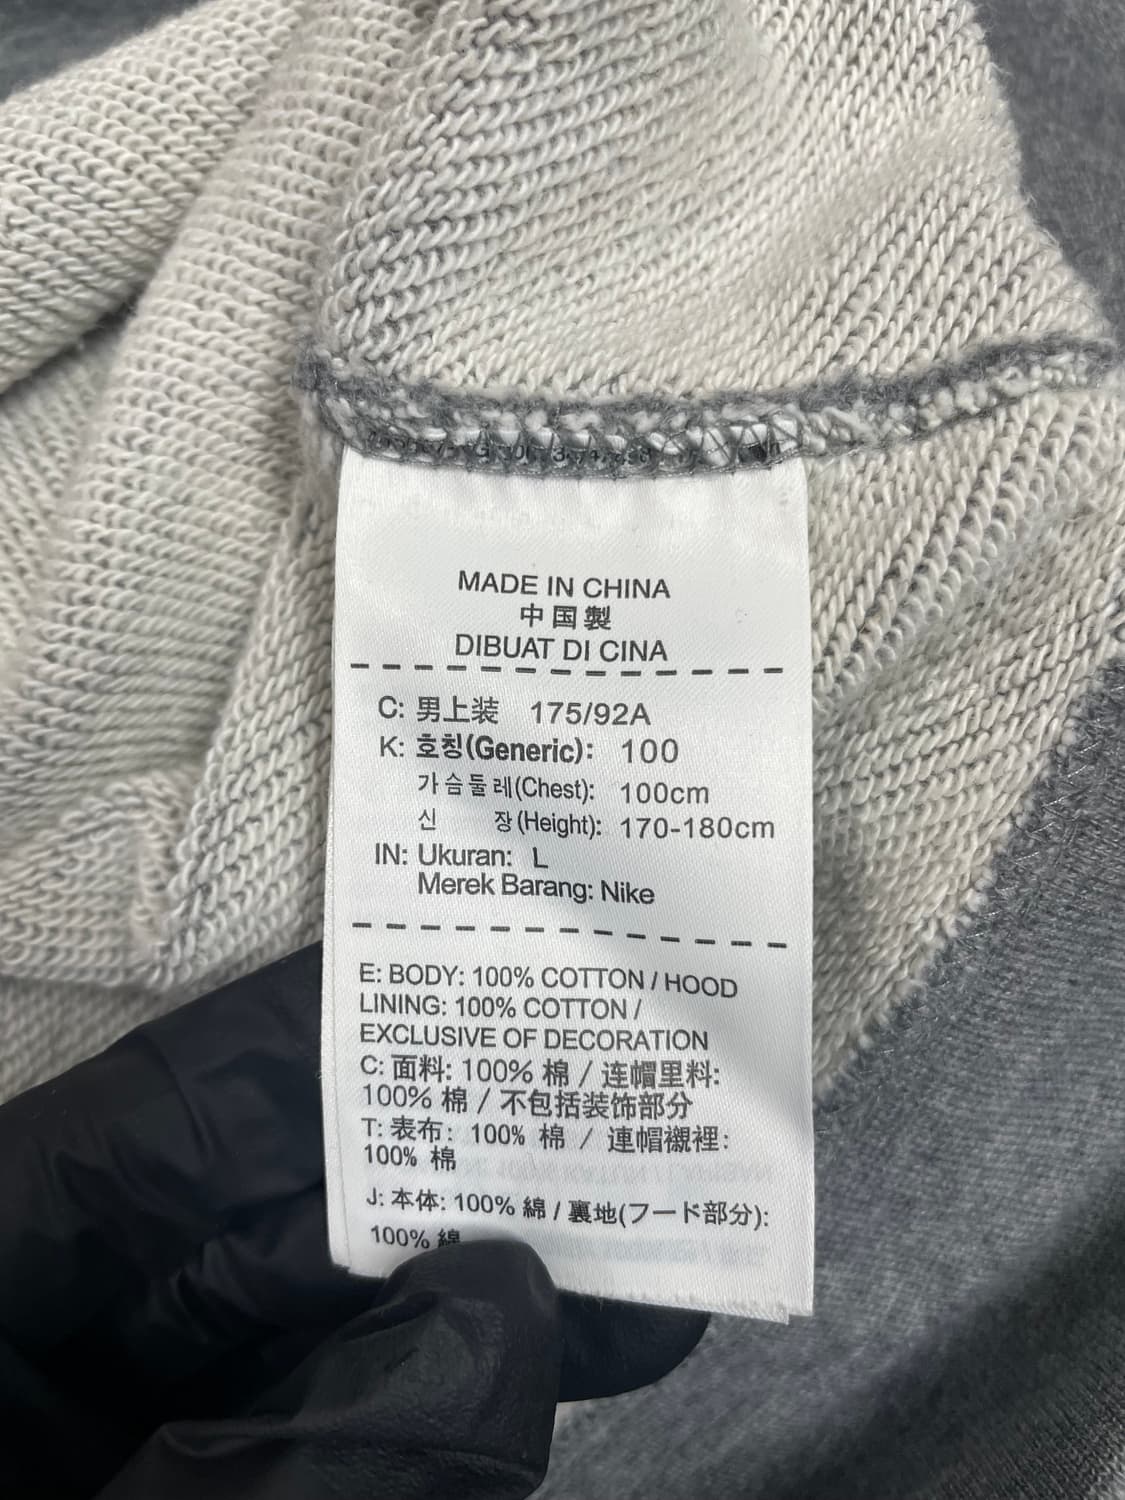 MADE IN CHINA
中国製
DIBUAT DI CINA
C: 男上装 175/92A
K: 호칭(Generic): 100
가슴둘레(Chest): 100cm
신 장(Height): 170-180cm
IN: Ukuran: L
Merek Barang: Nike
E: BODY: 100% COTTON / HOOD
LINING: 100% COTTON /
EXCLUSIVE OF DECORATION
C: 面料: 100% 棉 / 连帽里料:
100% 棉 / 不包括装饰部分
T: 表布: 100% 棉 / 連帽襯裡:
100% 棉
J: 本体: 100% 綿 / 裏地(フード部分):
100% 綿